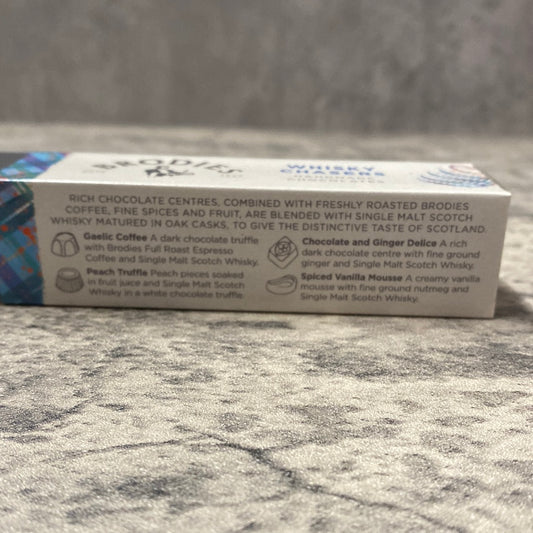 BRODIES
WHISKY
CHASERS
RICH CHOCOLATE CENTRES, COMBINED WITH FRESHLY ROASTED BRODIES
COFFEE, FINE SPICES AND FRUIT, ARE BLENDED WITH SINGLE MALT SCOTCH
WHISKY MATURED IN OAK CASKS, TO GIVE THE DISTINCTIVE TASTE OF SCOTLAND.
Gaelic Coffee A dark chocolate truffle
with Brodies Full Roast Espresso
Coffee and Single Malt Scotch Whisky.
Peach Truffle Peach pieces soaked
in fruit juice and Single Malt Scotch
Whisky in a white chocolate truffle.
Chocolate and Ginger Delice A rich
dark chocolate centre with fine ground
ginger and Single Malt Scotch Whisky.
Spiced Vanilla Mousse A creamy vanilla
mousse with fine ground nutmeg and
Single Malt Scotch Whisky.